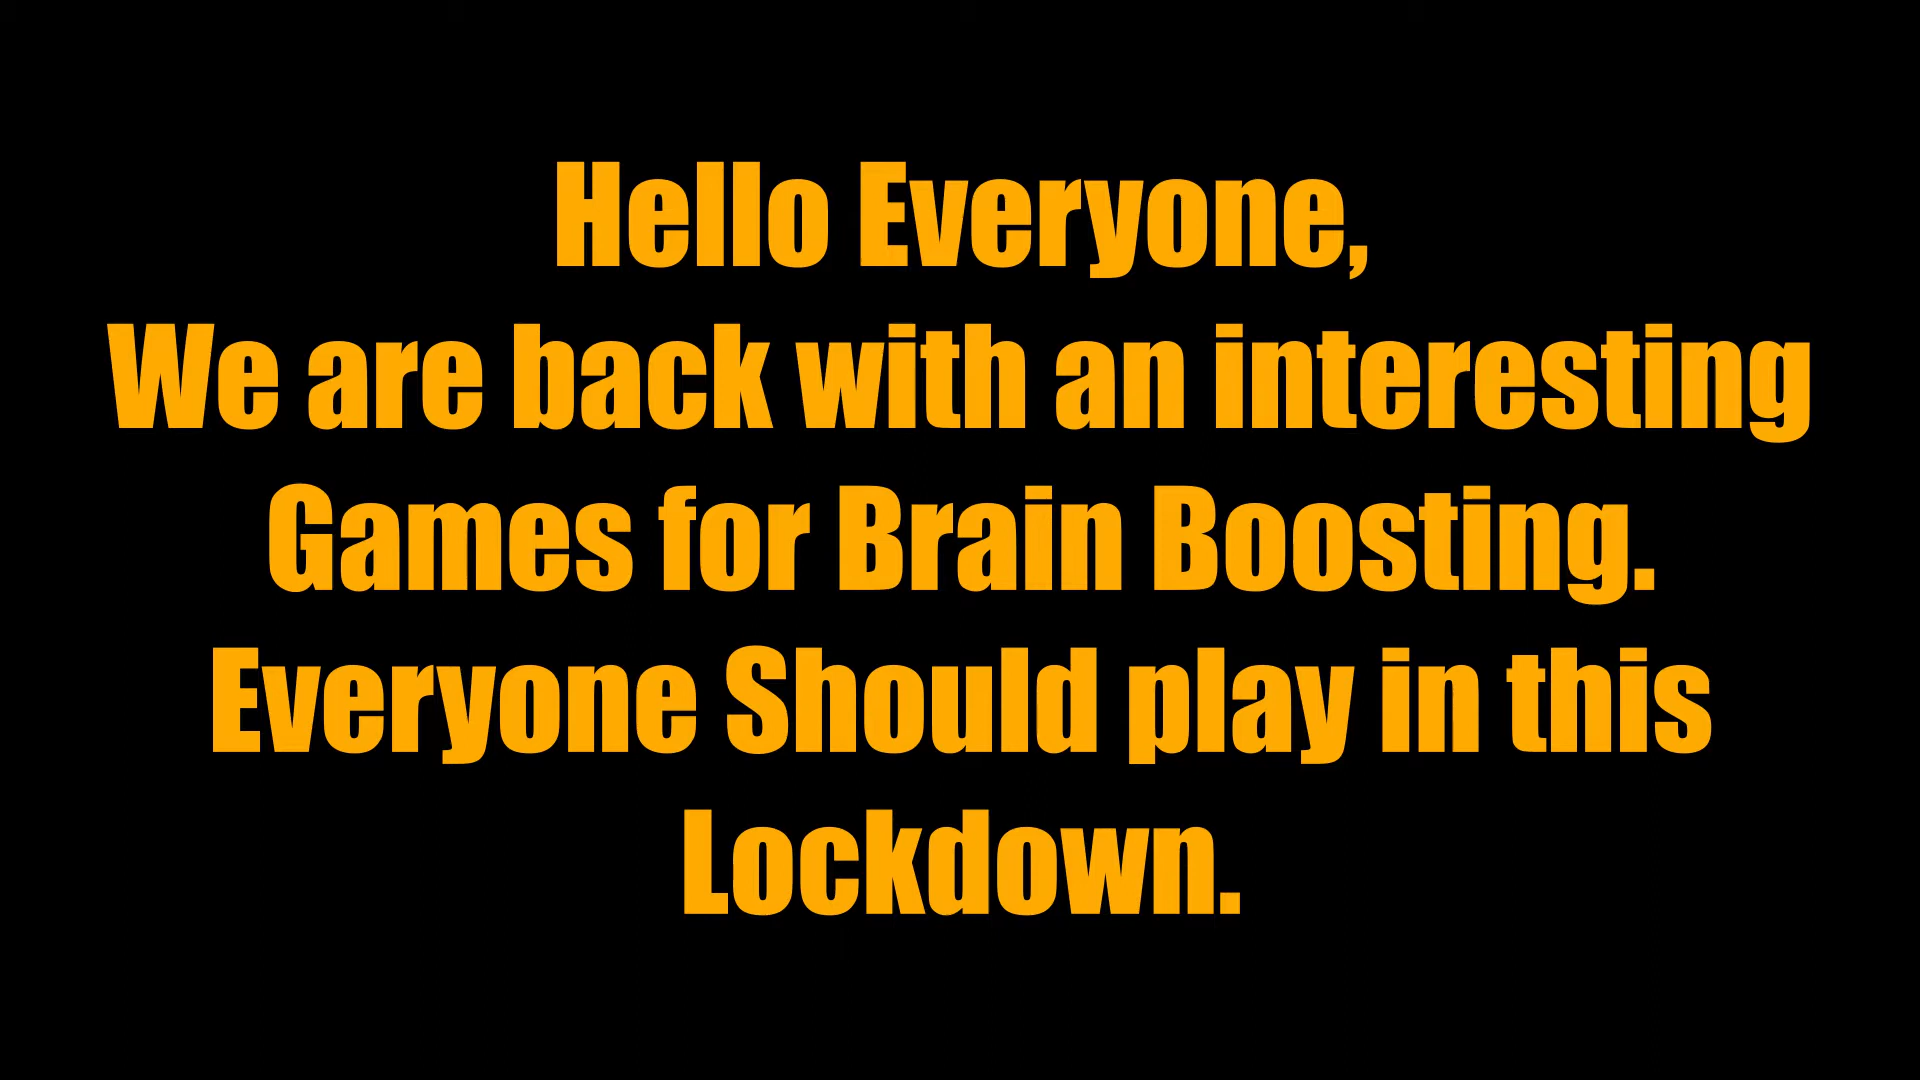 Hello Everyone,
We are back with an interesting
Games for Brain Boosting.
Everyone Should play in this
Lockdown.